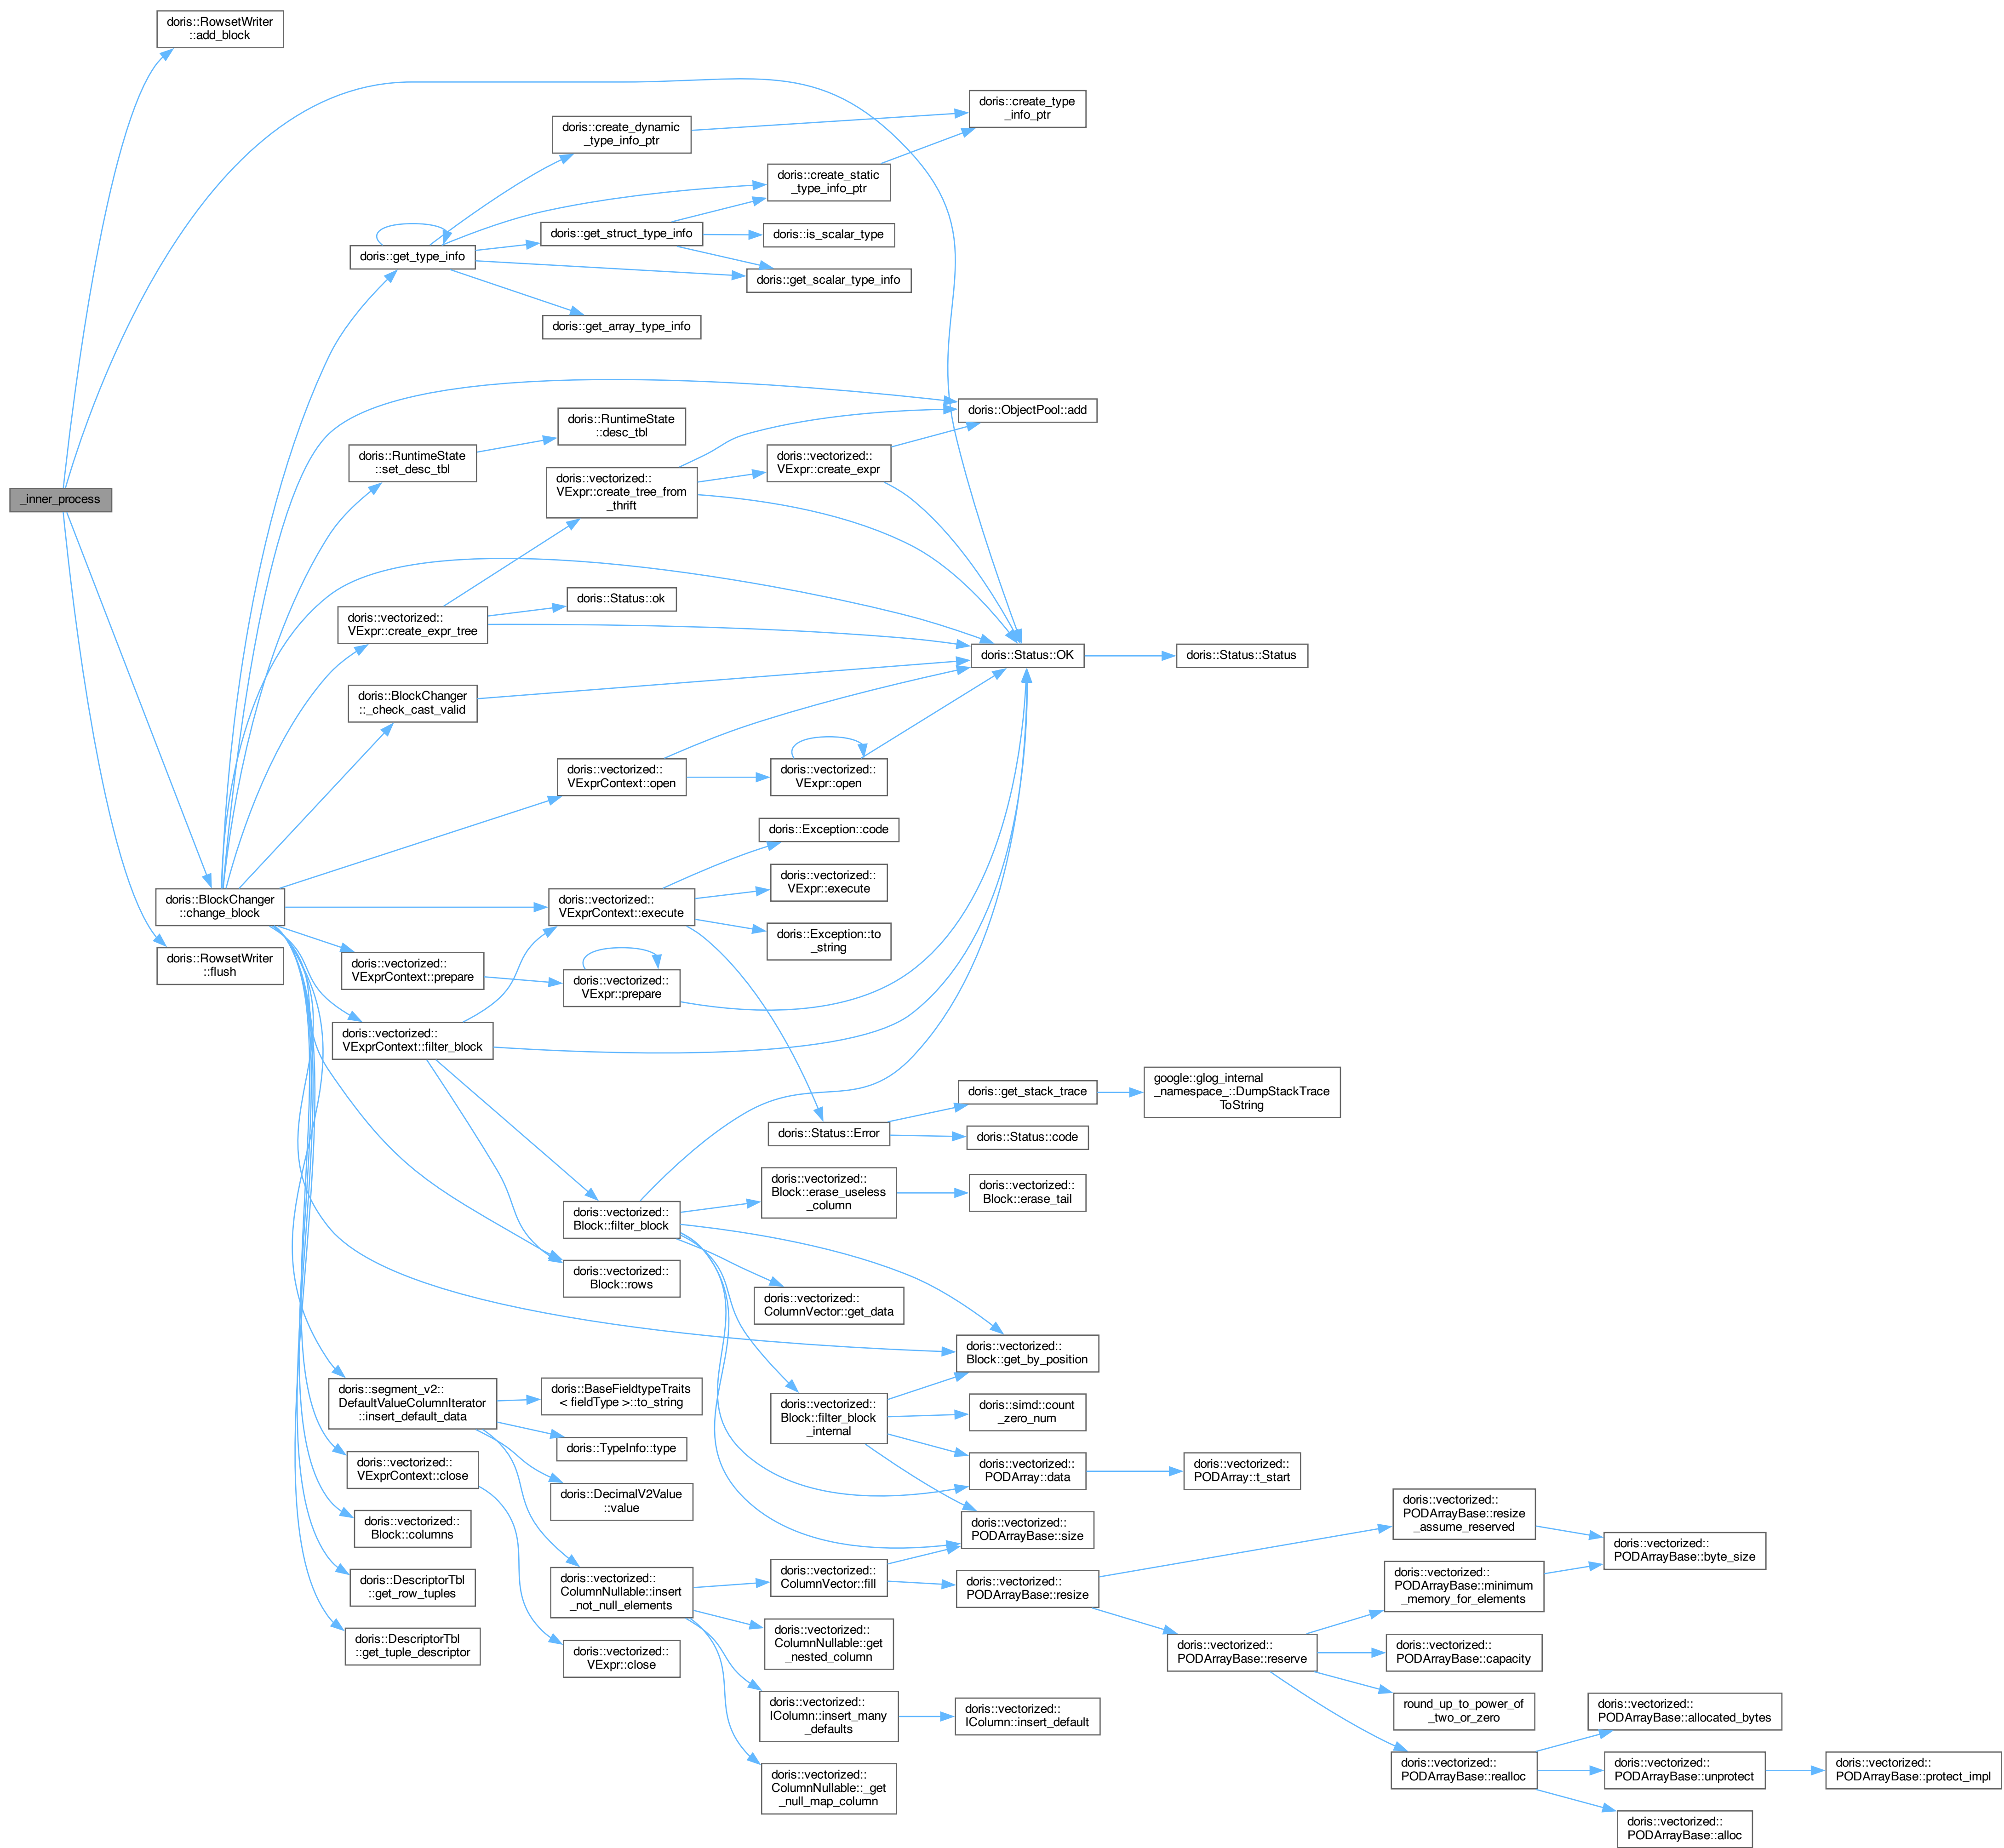 _inner_process
doris::RowsetWriter
::add_block
doris::BlockChanger
::change_block
doris::RowsetWriter
::flush
doris::get_type_info
doris::RuntimeState
::set_desc_tbl
doris::vectorized::
VExpr::create_expr_tree
doris::BlockChanger
::_check_cast_valid
doris::vectorized::
VExprContext::prepare
doris::vectorized::
VExprContext::filter_block
doris::segment_v2::
DefaultValueColumnIterator
::insert_default_data
doris::vectorized::
VExprContext::close
doris::vectorized::
Block::columns
doris::DescriptorTbl
::get_row_tuples
doris::DescriptorTbl
::get_tuple_descriptor
doris::create_dynamic
_type_info_ptr
doris::get_struct_type_info
doris::get_array_type_info
doris::RuntimeState
::desc_tbl
doris::vectorized::
VExpr::create_tree_from
_thrift
doris::Status::ok
doris::vectorized::
VExprContext::open
doris::vectorized::
VExprContext::execute
doris::vectorized::
VExpr::prepare
doris::vectorized::
Block::filter_block
doris::vectorized::
Block::rows
doris::BaseFieldtypeTraits
< fieldType >::to_string
doris::TypeInfo::type
doris::DecimalV2Value
::value
doris::vectorized::
ColumnNullable::insert
_not_null_elements
doris::vectorized::
VExpr::close
doris::create_static
_type_info_ptr
doris::is_scalar_type
doris::get_scalar_type_info
doris::vectorized::
VExpr::create_expr
doris::vectorized::
VExpr::open
doris::Exception::code
doris::vectorized::
VExpr::execute
doris::Exception::to
_string
doris::Status::Error
doris::vectorized::
Block::erase_useless
_column
doris::vectorized::
ColumnVector::get_data
doris::vectorized::
Block::filter_block
_internal
doris::vectorized::
ColumnVector::fill
doris::vectorized::
ColumnNullable::get
_nested_column
doris::vectorized::
IColumn::insert_many
_defaults
doris::vectorized::
ColumnNullable::_get
_null_map_column
doris::create_type
_info_ptr
doris::ObjectPool::add
doris::Status::OK
doris::get_stack_trace
doris::Status::code
doris::vectorized::
Block::erase_tail
doris::vectorized::
Block::get_by_position
doris::simd::count
_zero_num
doris::vectorized::
PODArray::data
doris::vectorized::
PODArrayBase::size
doris::vectorized::
PODArrayBase::resize
doris::vectorized::
IColumn::insert_default
doris::Status::Status
google::glog_internal
_namespace_::DumpStackTrace
ToString
doris::vectorized::
PODArray::t_start
doris::vectorized::
PODArrayBase::reserve
doris::vectorized::
PODArrayBase::resize
_assume_reserved
doris::vectorized::
PODArrayBase::minimum
_memory_for_elements
doris::vectorized::
PODArrayBase::capacity
round_up_to_power_of
_two_or_zero
doris::vectorized::
PODArrayBase::realloc
doris::vectorized::
PODArrayBase::byte_size
doris::vectorized::
PODArrayBase::allocated_bytes
doris::vectorized::
PODArrayBase::unprotect
doris::vectorized::
PODArrayBase::alloc
doris::vectorized::
PODArrayBase::protect_impl